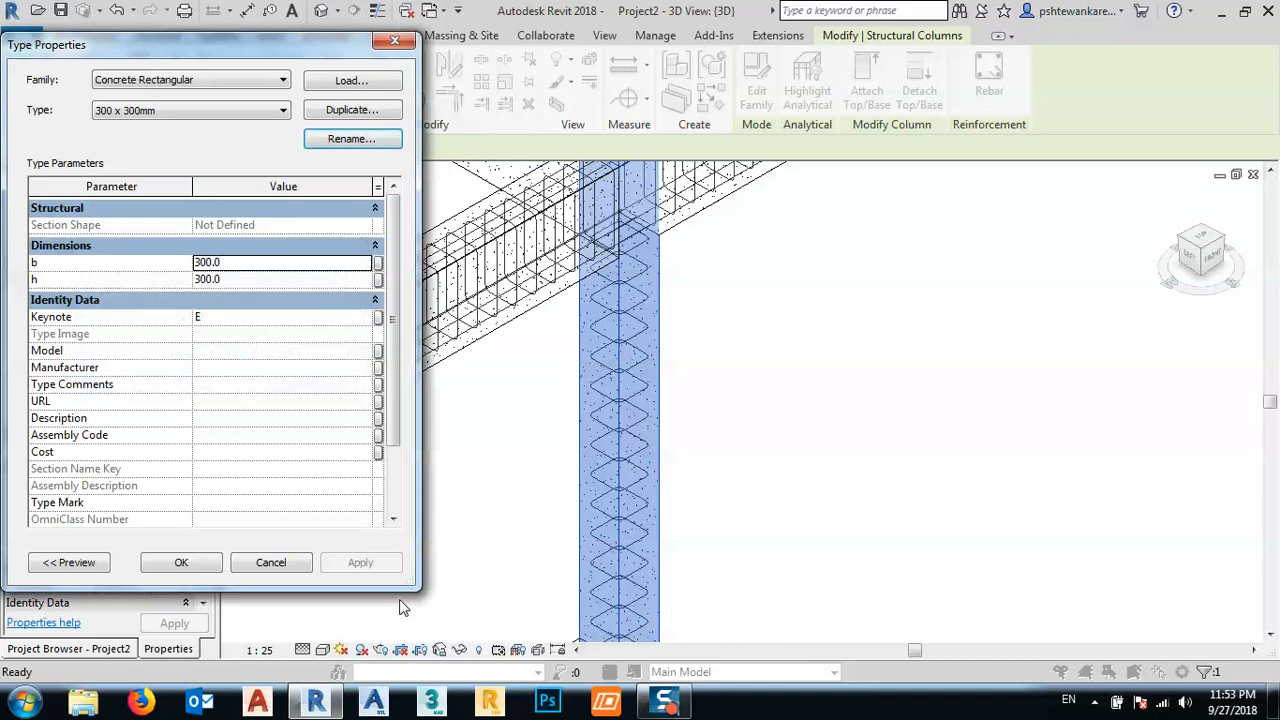 Autodesk Revit 2018 - Project2 - 3D View: {3D}
Type a keyword or phrase
pshtewankare...
Type Properties
Massing & Site
Collaborate
View
Manage
Add-Ins
Extensions
Modify | Structural Columns
Family:
Concrete Rectangular
Load...
Type:
300 x 300mm
Duplicate...
Rename...
Edit
Family
Highlight
Analytical
Attach
Top/Base
Detach
Top/Base
Rebar
odify
View
Measure
Create
Mode
Analytical
Modify Column
Reinforcement
Type Parameters
Parameter Value =
Structural
Section Shape Not Defined
Dimensions
b 300.0
h 300.0
Identity Data
Keynote E
Type Image
Model
Manufacturer
Type Comments
URL
Description
Assembly Code
Cost
Section Name Key
Assembly Description
Type Mark
OmniClass Number
<< Preview
OK
Cancel
Apply
TOP
LEFT
FRONT
Identity Data
Properties help
Apply
Project Browser - Project2
Properties
1 : 25
Ready
:0
Main Model
:1
EN
11:53 PM
9/27/2018